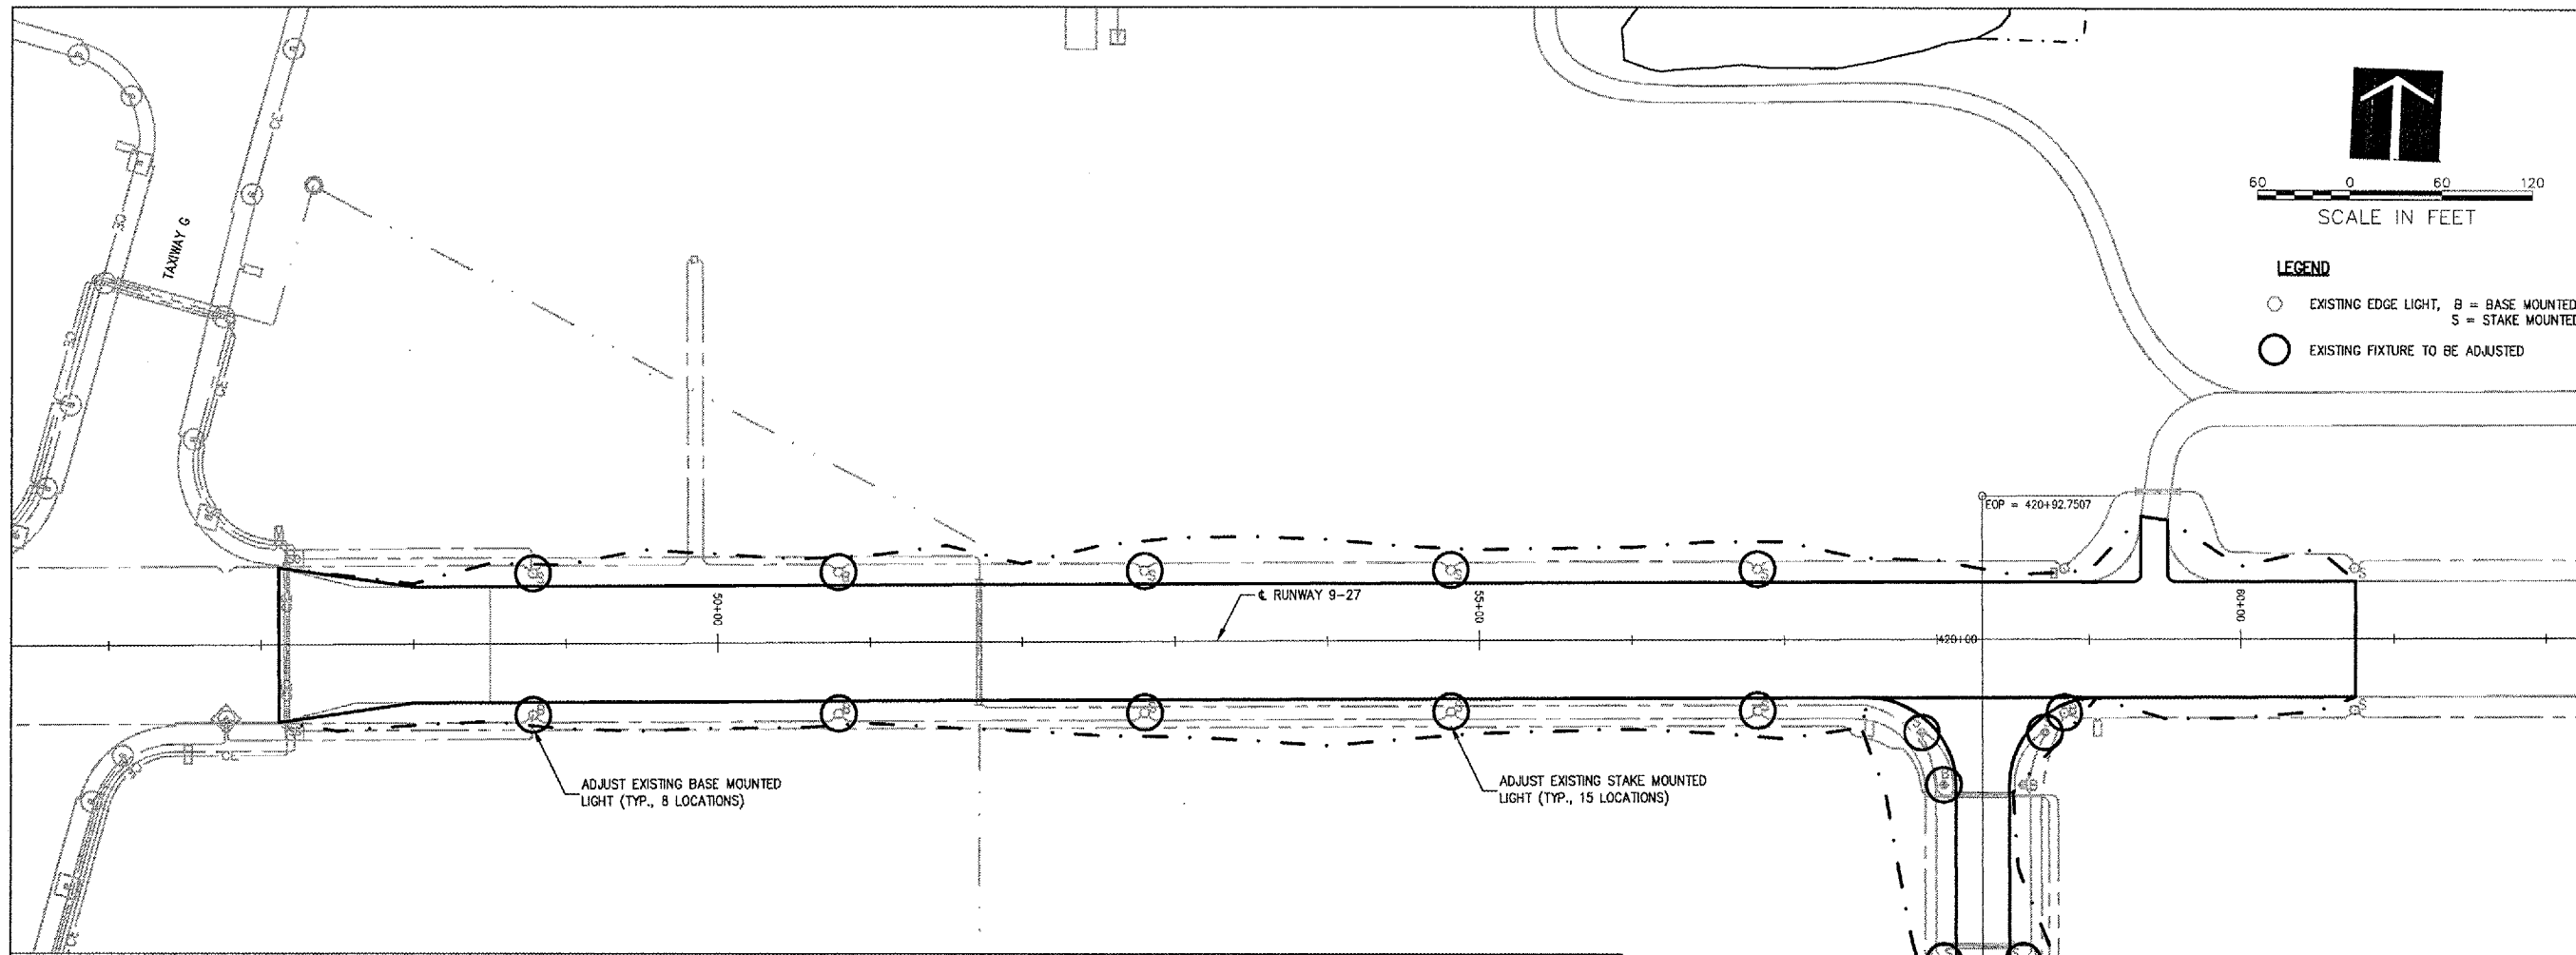 60 0 60 120
SCALE IN FEET
LEGEND
EXISTING EDGE LIGHT, B = BASE MOUNTED
S = STAKE MOUNTED
EXISTING FIXTURE TO BE ADJUSTED
TAXIWAY G
EOP = 420+92.7507
50+00
℄ RUNWAY 9-27
55+00
420+00
60+00
ADJUST EXISTING BASE MOUNTED
LIGHT (TYP., 8 LOCATIONS)
ADJUST EXISTING STAKE MOUNTED
LIGHT (TYP., 15 LOCATIONS)